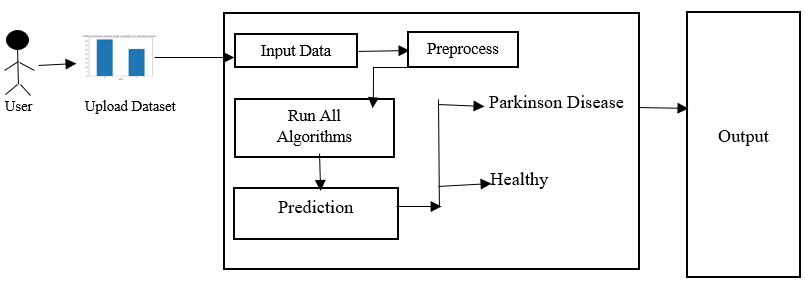 User
Upload Dataset
Input Data
Preprocess
Run All
Algorithms
Prediction
Parkinson Disease
Healthy
Output